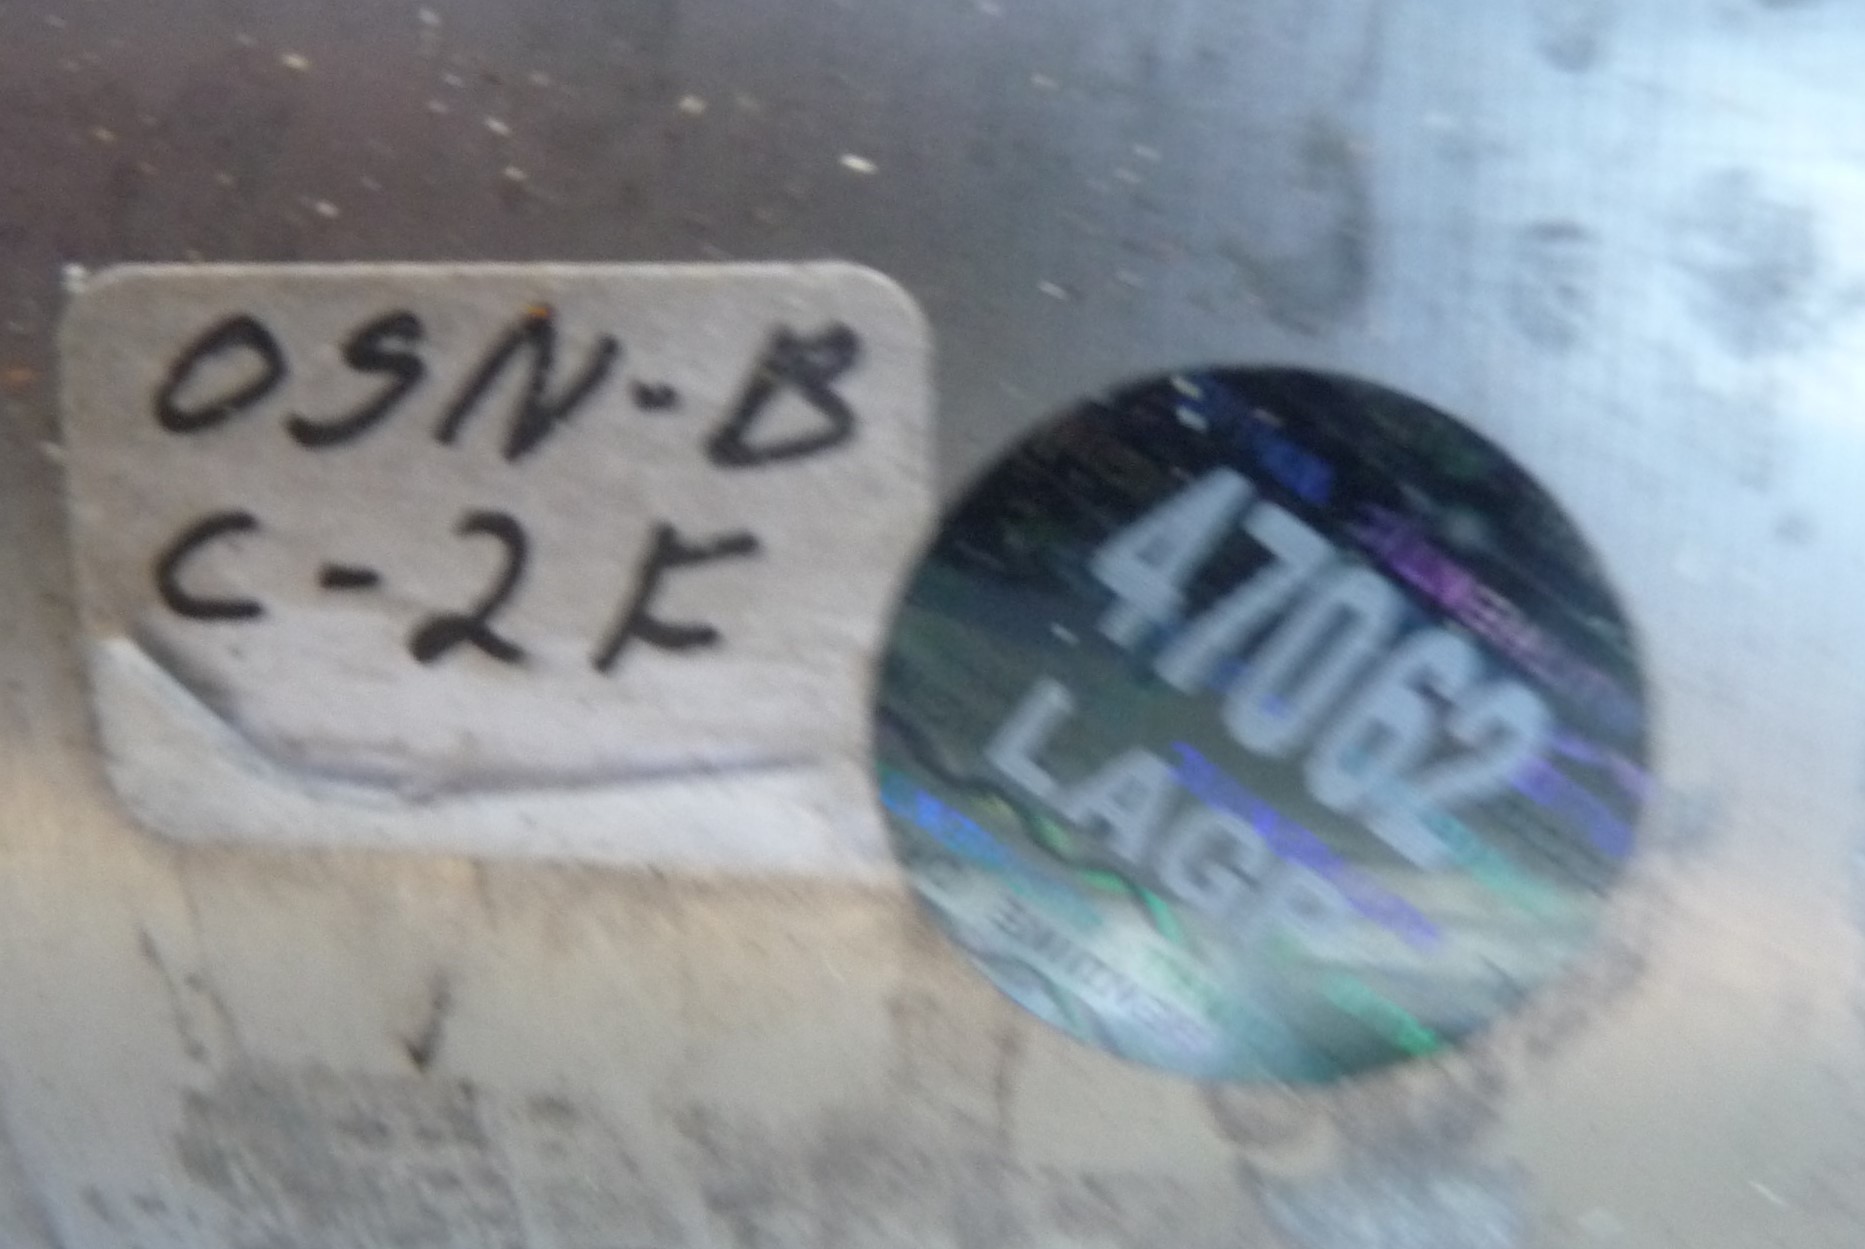 OSN-B
C-2F
47062
LAGP